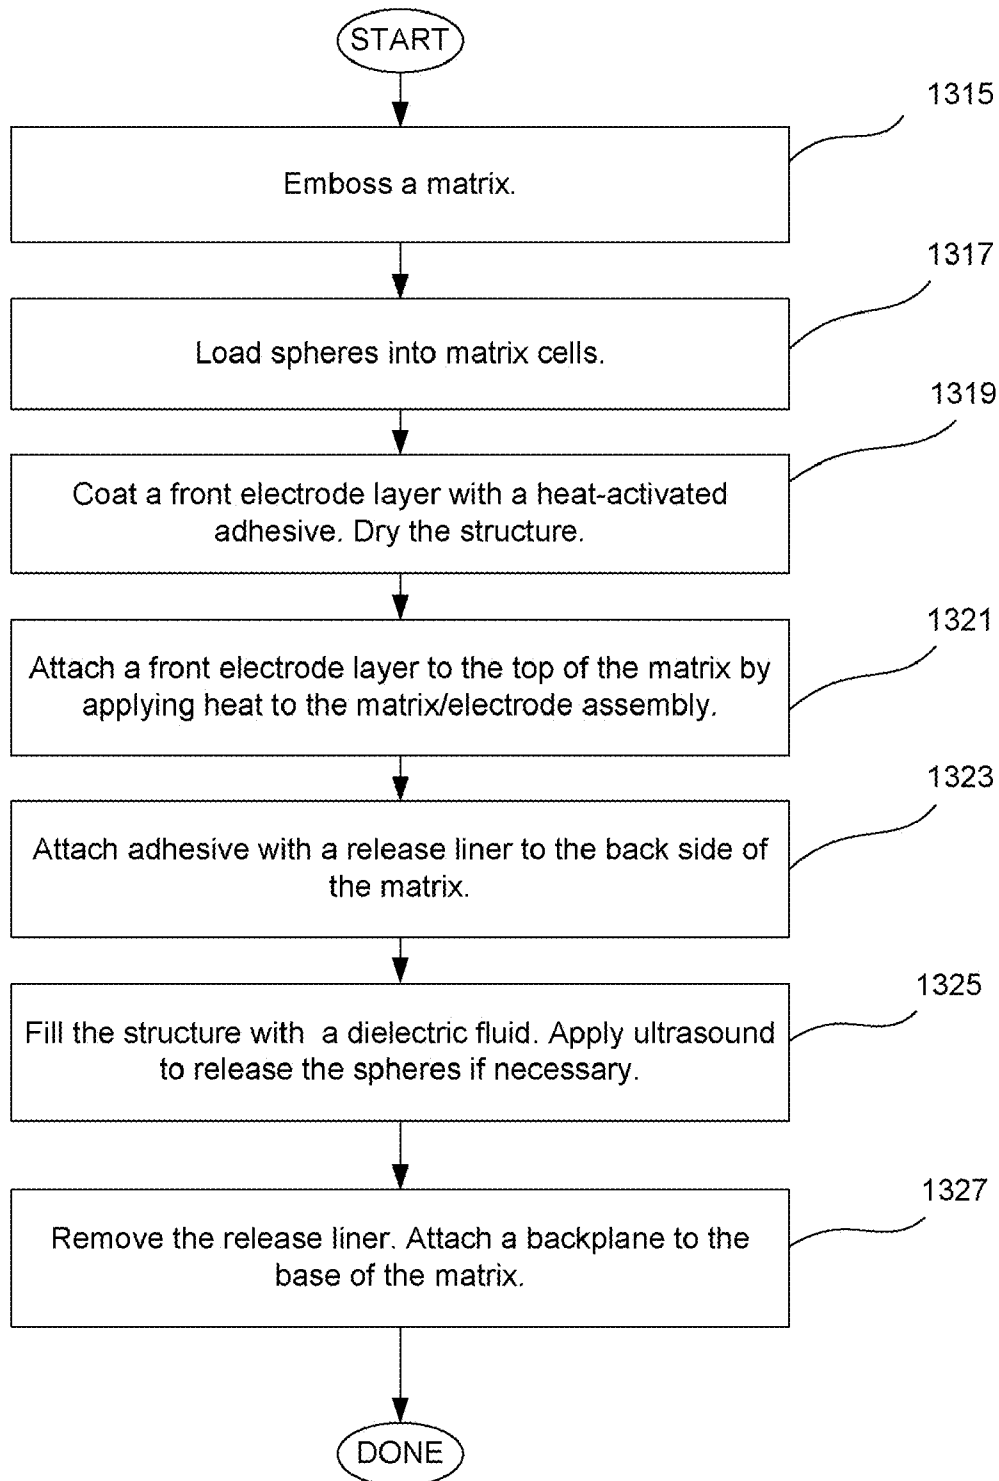 START
1315
Emboss a matrix.
1317
Load spheres into matrix cells.
1319
Coat a front electrode layer with a heat-activated
adhesive. Dry the structure.
1321
Attach a front electrode layer to the top of the matrix by
applying heat to the matrix/electrode assembly.
1323
Attach adhesive with a release liner to the back side of
the matrix.
1325
Fill the structure with a dielectric fluid. Apply ultrasound
to release the spheres if necessary.
1327
Remove the release liner. Attach a backplane to the
base of the matrix.
DONE